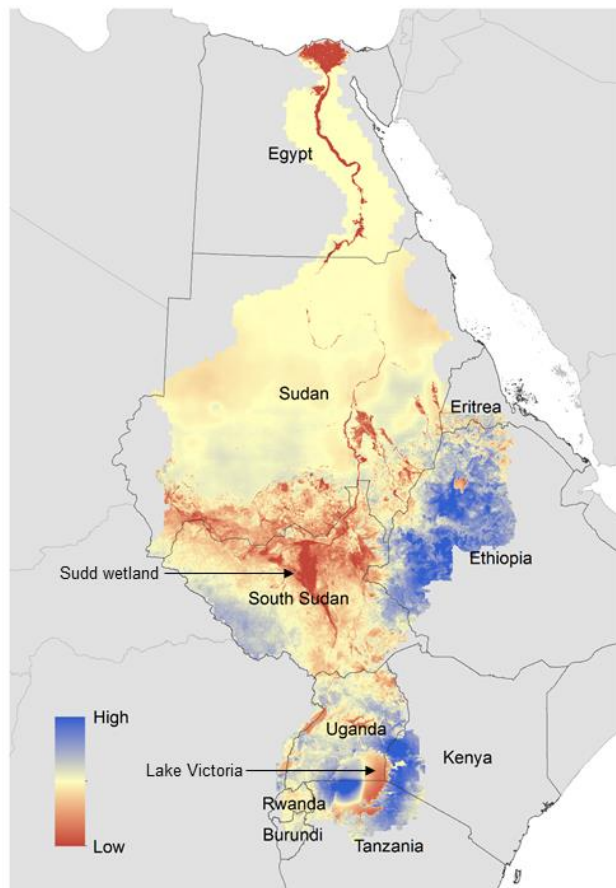 Egypt
Sudan
Eritrea
Ethiopia
Sudd wetland
South Sudan
High
Uganda
Kenya
Lake Victoria
Rwanda
Burundi
Low
Tanzania